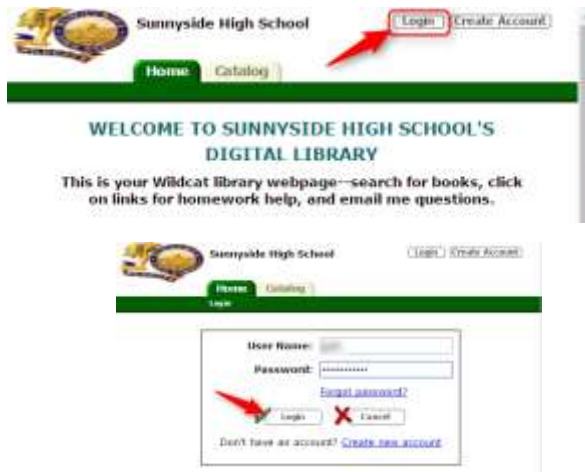 Sunnyside High School
Login Create Account
Home Catalog
WELCOME TO SUNNYSIDE HIGH SCHOOL'S
DIGITAL LIBRARY
This is your Wildcat library webpage--search for books, click
on links for homework help, and email me questions.
Sunnyside High School
Login Create Account
Home Catalog
Login
User Name:
Password:
Forgot password?
Login Cancel
Don't have an account? Create new account